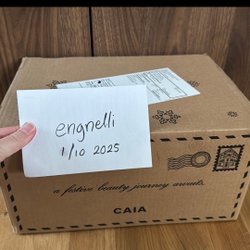 engnelli
1/10 2025
a festive beauty journey awaits.
CAIA